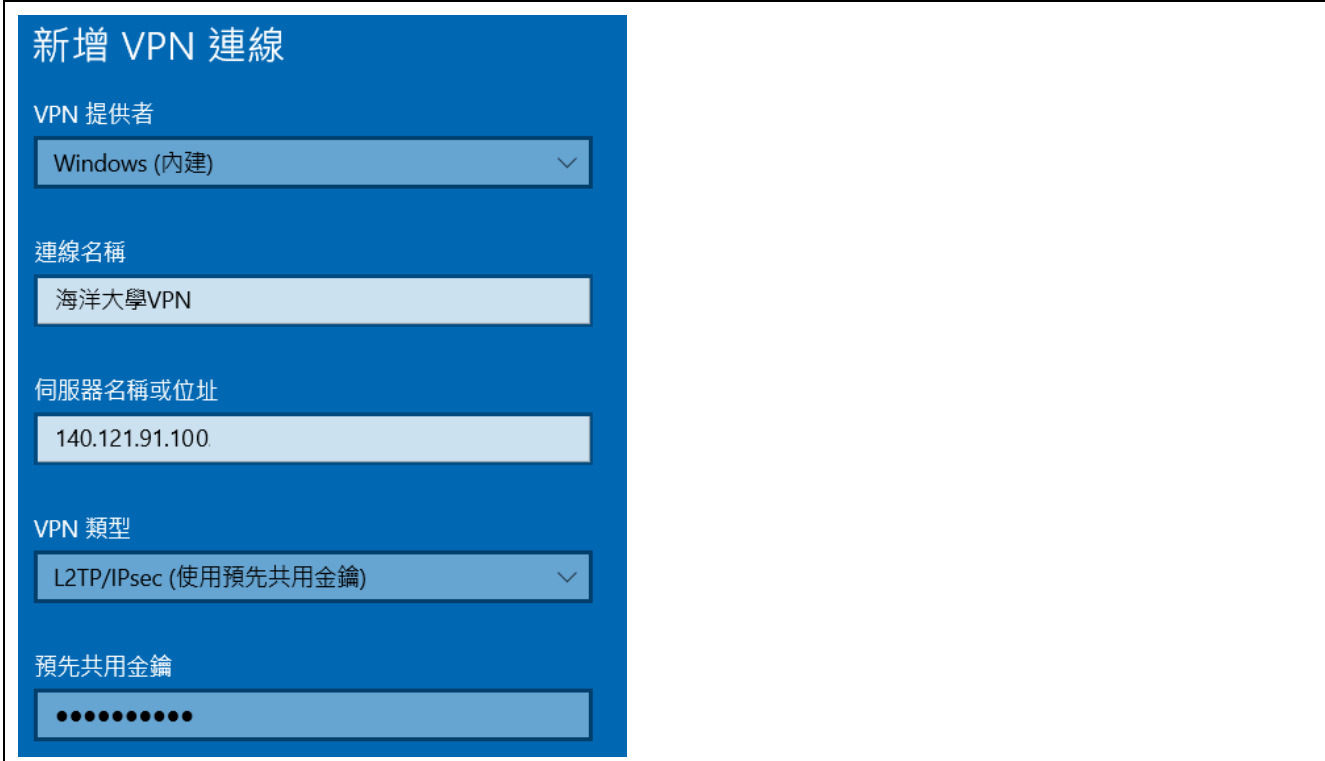 新增 VPN 連線
VPN 提供者
Windows (內建)
連線名稱
海洋大學VPN
伺服器名稱或位址
140.121.91.100
VPN 類型
L2TP/IPsec (使用預先共用金鑰)
預先共用金鑰
●●●●●●●●●●